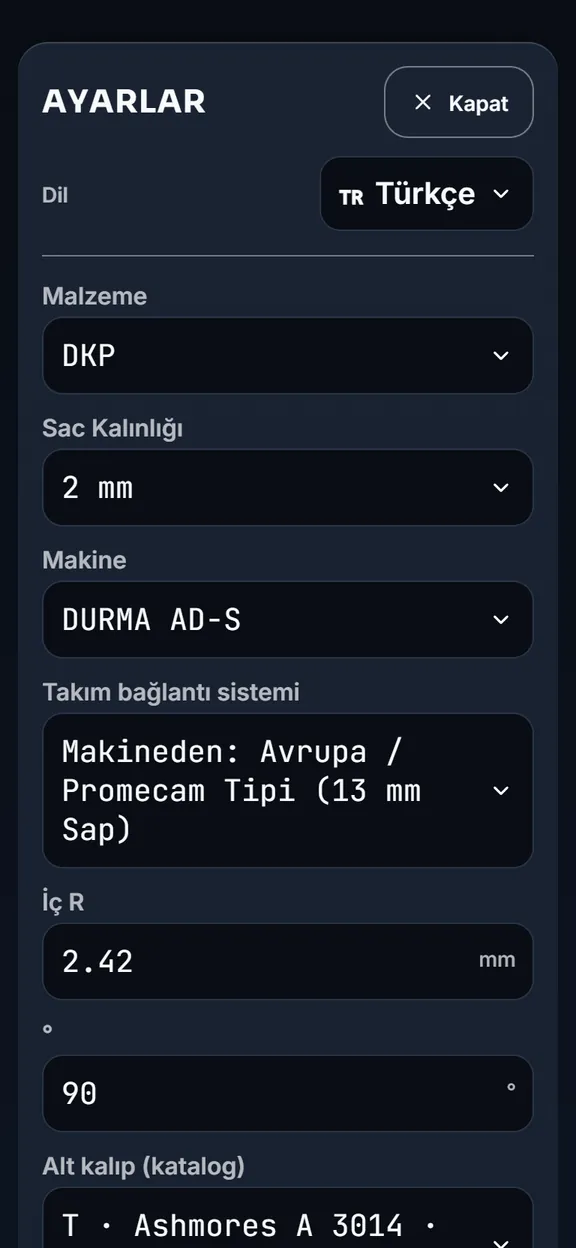 AYARLAR
Kapat
Dil
TR Türkçe
Malzeme
DKP
Sac Kalınlığı
2 mm
Makine
DURMA AD-S
Takım bağlantı sistemi
Makineden: Avrupa /
Promecam Tipi (13 mm
Sap)
İç R
2.42 mm
°
90 °
Alt kalıp (katalog)
T · Ashmores A 3014 ·